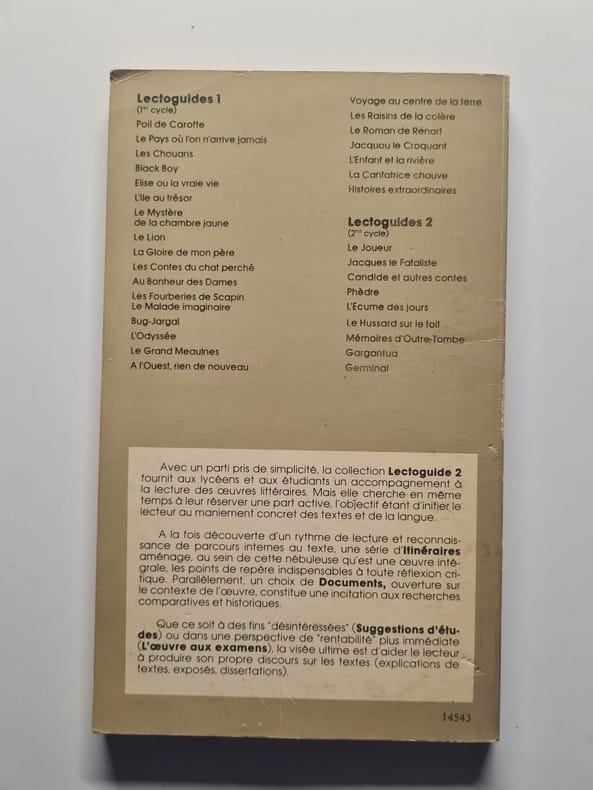 Lectoguides 1
(1er cycle)
Poil de Carotte
Le Pays où l'on n'arrive jamais
Les Chouans
Black Boy
Elise ou la vraie vie
L'Ile au trésor
Le Mystère
de la chambre jaune
Le Lion
La Gloire de mon père
Les Contes du chat perché
Au Bonheur des Dames
Les Fourberies de Scapin
Le Malade imaginaire
Bug-Jargal
L'Odyssée
Le Grand Meaulnes
A l'Ouest, rien de nouveau
Voyage au centre de la terre
Les Raisins de la colère
Le Roman de Renart
Jacquou le Croquant
L'Enfant et la rivière
La Cantatrice chauve
Histoires extraordinaires
Lectoguides 2
(2nd cycle)
Le Joueur
Jacques le Fataliste
Candide et autres contes
Phèdre
L'Ecume des jours
Le Hussard sur le toit
Mémoires d'Outre-Tombe
Gargantua
Germinal
Avec un parti pris de simplicité, la collection Lectoguide 2
fournit aux lycéens et aux étudiants un accompagnement à
la lecture des œuvres littéraires. Mais elle cherche en même
temps à leur réserver une part active, l'objectif étant d'initier le
lecteur au maniement concret des textes et de la langue.
A la fois découverte d'un rythme de lecture et reconnais-
sance de parcours internes au texte, une série d'Itinéraires
aménage, au sein de cette nébuleuse qu'est une œuvre inté-
grale, les points de repère indispensables à toute réflexion cri-
tique. Parallèlement, un choix de Documents, ouverture sur
le contexte de l'œuvre, constitue une incitation aux recherches
comparatives et historiques.
Que ce soit à des fins "désintéressées" (Suggestions d'étu-
des) ou dans une perspective de "rentabilité" plus immédiate
(L'œuvre aux examens), la visée ultime est d'aider le lecteur
à produire son propre discours sur les textes (explications de
textes, exposés, dissertations).
14543